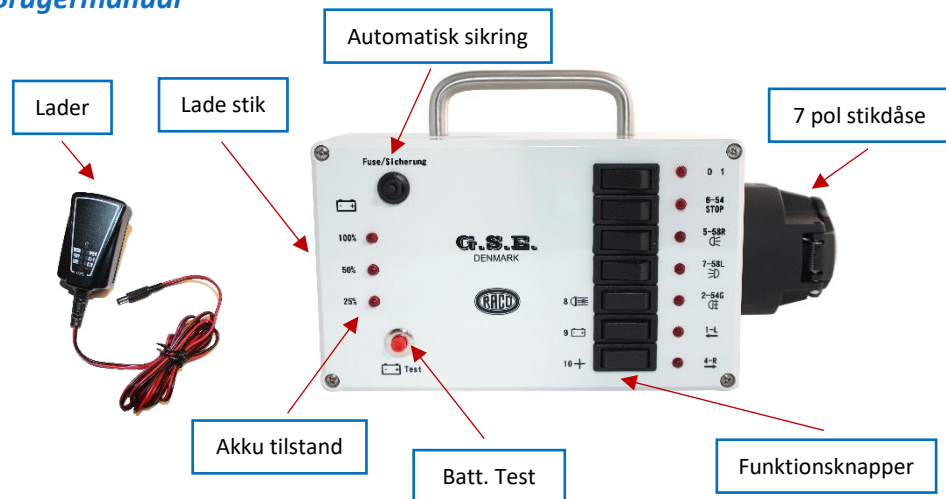 Brugermanual
Automatisk sikring
Lader
Lade stik
7 pol stikdåse
Fuse/Sicherung
0 1
6-54
STOP
100%
5-58R
G.S.E.
DENMARK
50%
7-58L
25%
RACO
8
2-54G
9
1-L
10
4-R
Test
Akku tilstand
Batt. Test
Funktionsknapper